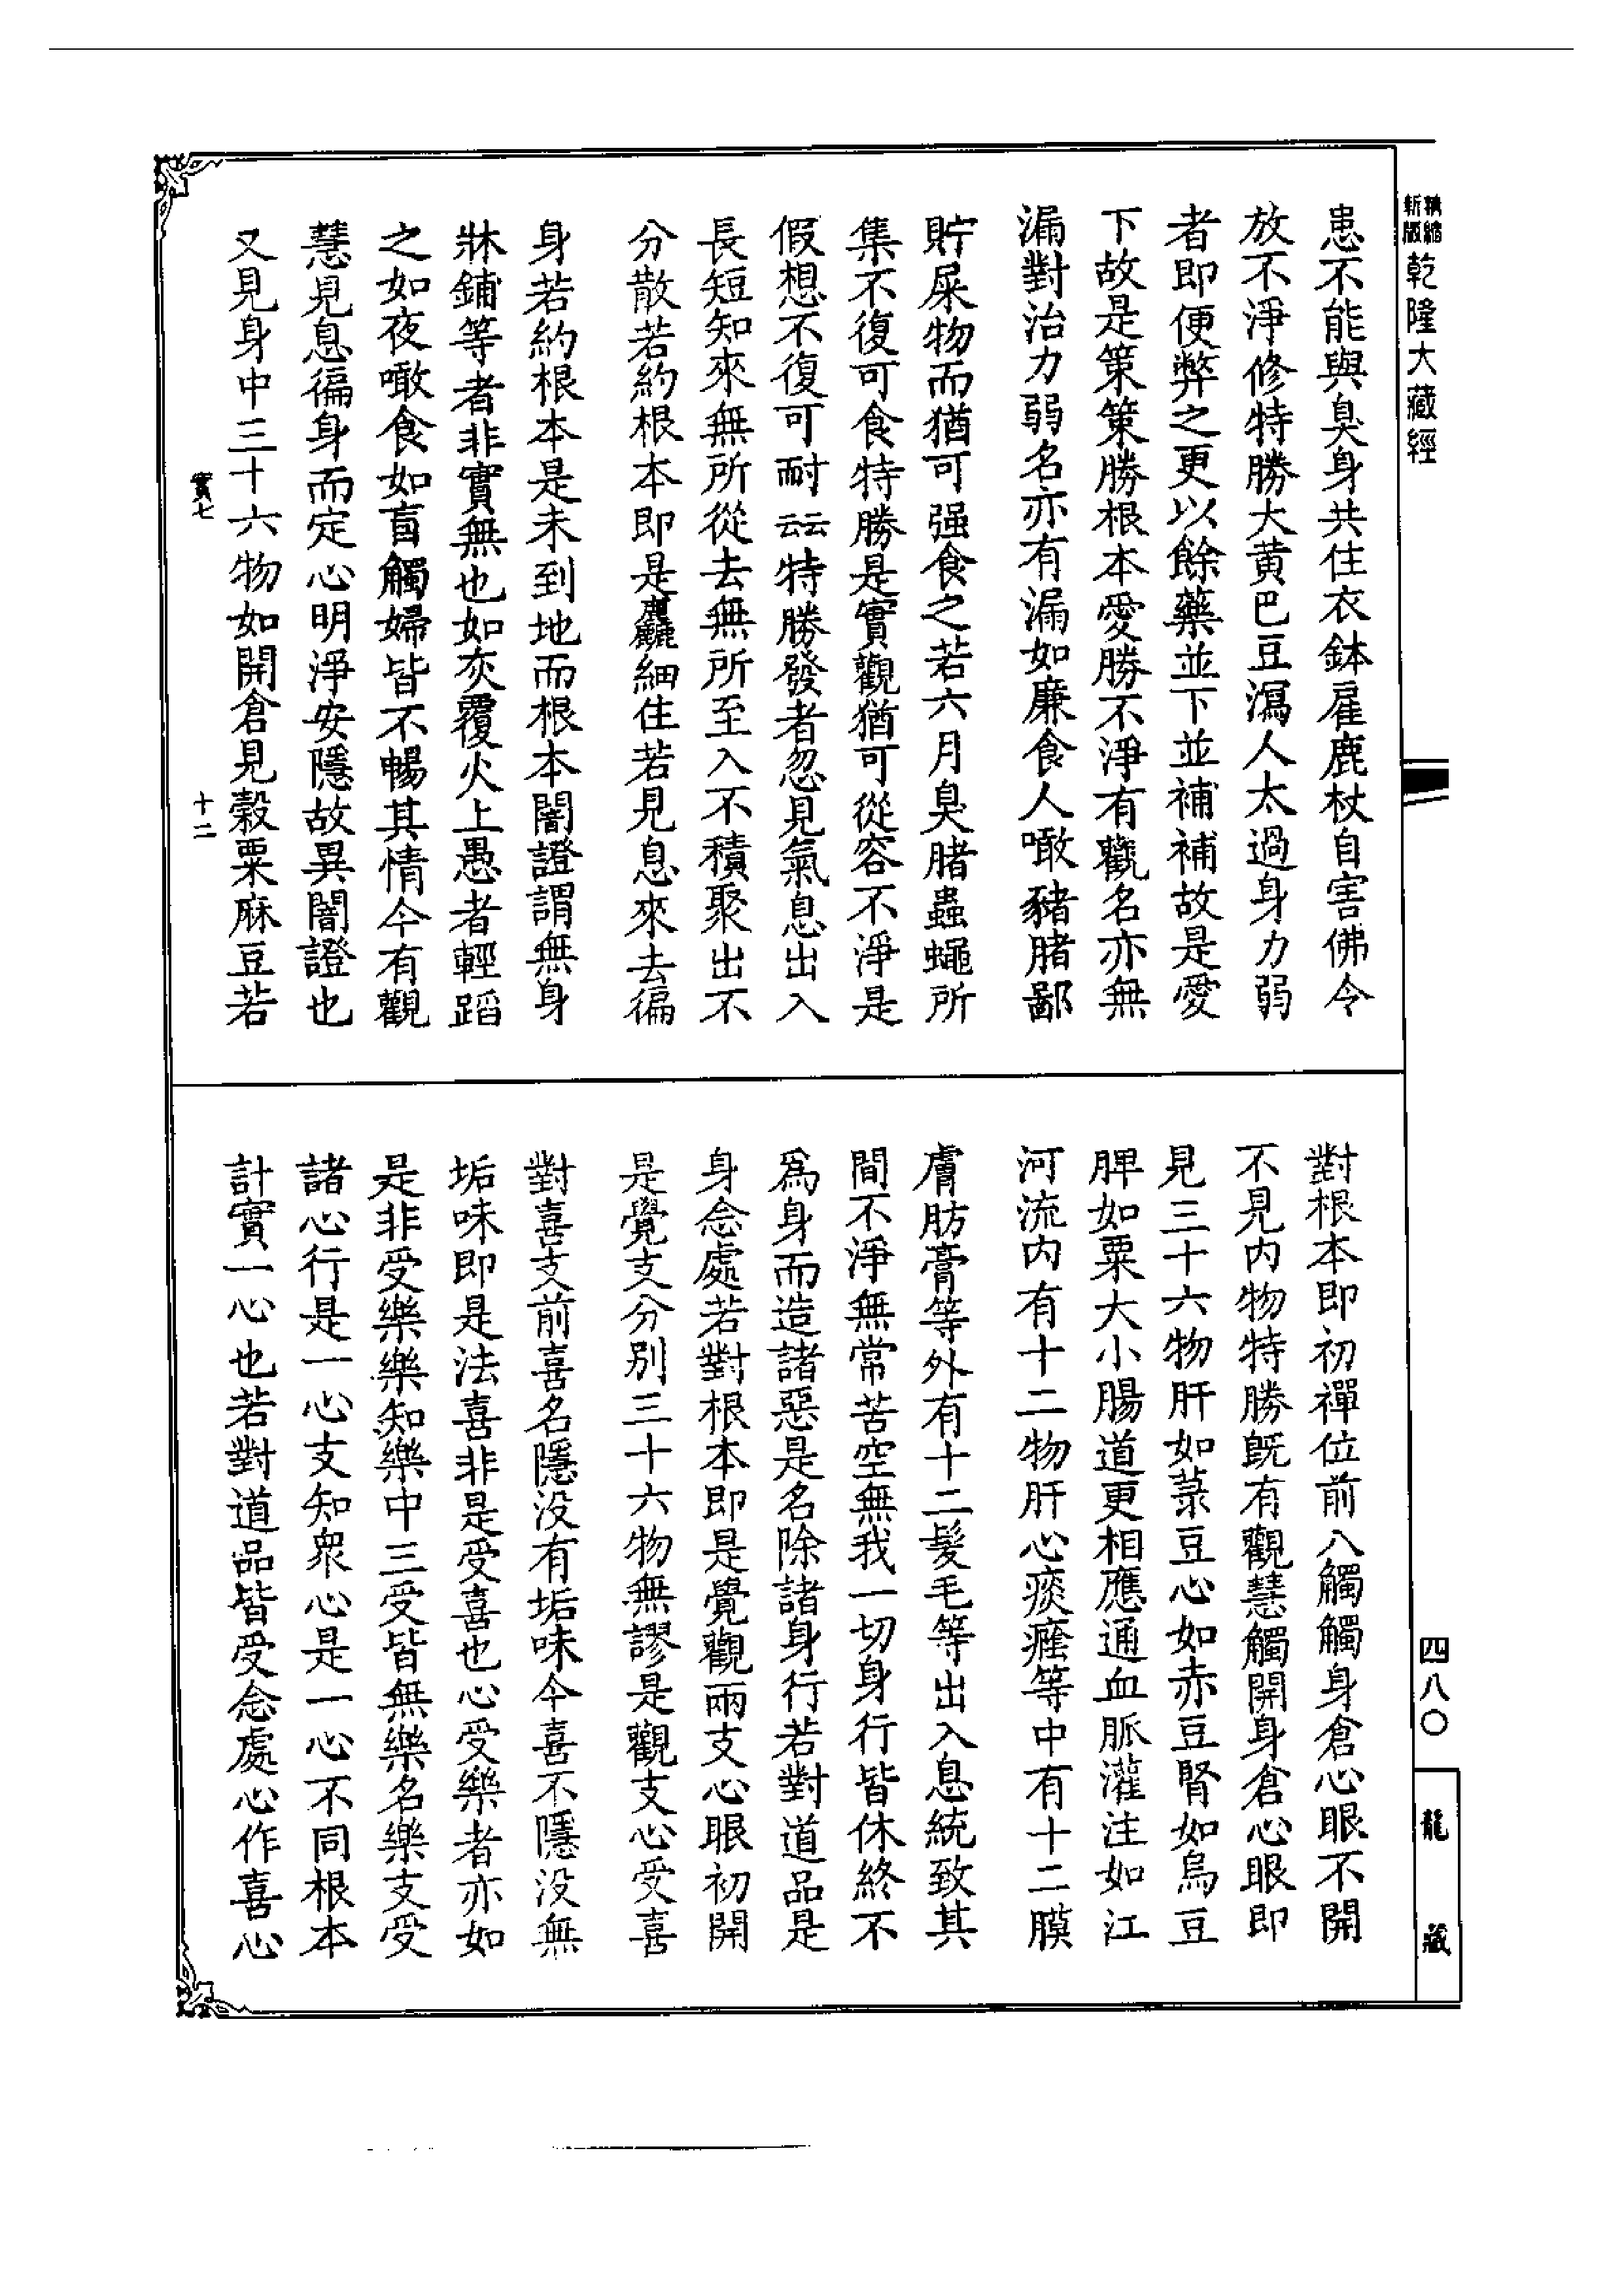 精縮新版乾隆大藏經
患不能與臭身共住衣鉢雇鹿杖自害佛令
放不淨修特勝大黄巴豆瀉人太過身力弱
者即便弊之更以餘藥並下並補補故是愛
下故是策策勝根本愛勝不淨有觀名亦無
漏對治力弱名亦有漏如廉食人噉豬膳鄙
貯屎物而猶可强食之若六月臭膳蟲蠅所
集不復可食特勝是實觀猶可從容不淨是
假想不復可耐云云特勝發者忽見氣息出入
長短知來無所從去無所至入不積聚出不
分散若約根本即是麤細住若見息來去徧
身若約根本是未到地而根本闇證謂無身
牀鋪等者非實無也如灰覆火上愚者輕蹈
之如夜噉食如盲觸婦皆不暢其情今有觀
慧見息徧身而定心明淨安隱故異闇證也
又見身中三十六物如開倉見穀粟麻豆若
實七
十二
對根本即初禪位前八觸觸身倉心眼不開
不見内物特勝既有觀慧觸開身倉心眼即
見三十六物肝如菉豆心如赤豆腎如烏豆
脾如粟大小腸道更相應通血脈灌注如江
河流内有十二物肝心痰癊等中有十二膜
膚肪膏等外有十二髮毛等出入息統致其
間不淨無常苦空無我一切身行皆休終不
爲身而造諸惡是名除諸身行若對道品是
身念處若對根本即是覺觀兩支心眼初開
是覺支分別三十六物無謬是觀支心受喜
對喜支前喜名隱没有垢味今喜不隱没無
垢味即是法喜非是受喜也心受樂者亦如
是非受樂樂知樂中三受皆無樂名樂支受
諸心行是一心支知衆心是一心不同根本
計實一心也若對道品皆受念處心作喜心
四八〇
龍藏